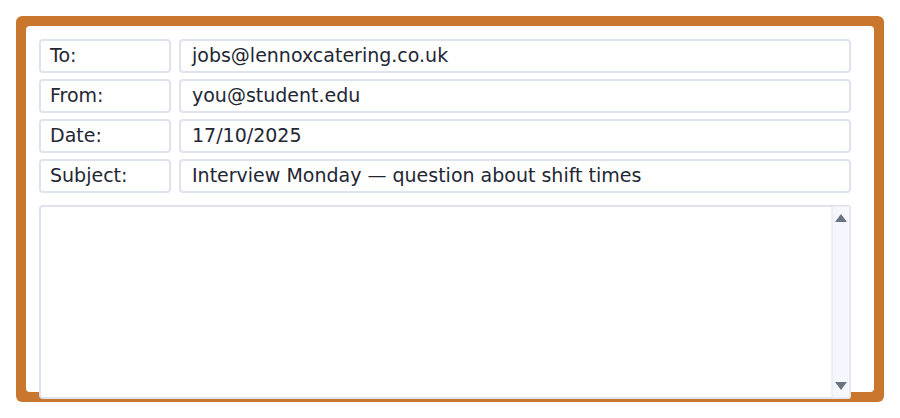 To: jobs@lennoxcatering.co.uk
From: you@student.edu
Date: 17/10/2025
Subject: Interview Monday — question about shift times